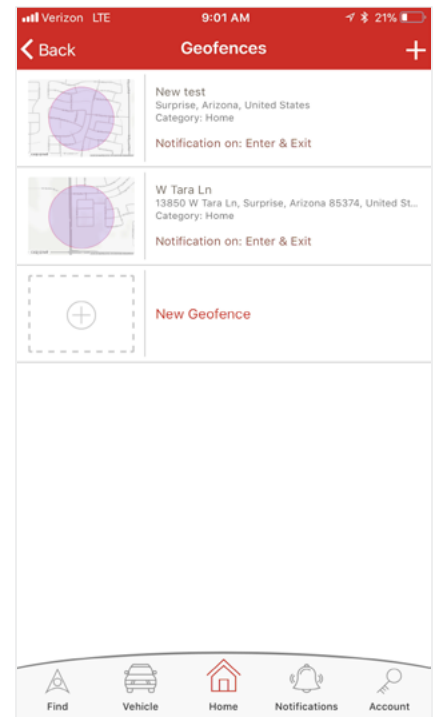 Verizon LTE 9:01 AM 21%
Back Geofences
New test
Surprise, Arizona, United States
Category: Home
Notification on: Enter & Exit
W Tara Ln
13850 W Tara Ln, Surprise, Arizona 85374, United St...
Category: Home
Notification on: Enter & Exit
New Geofence
Find Vehicle Home Notifications Account